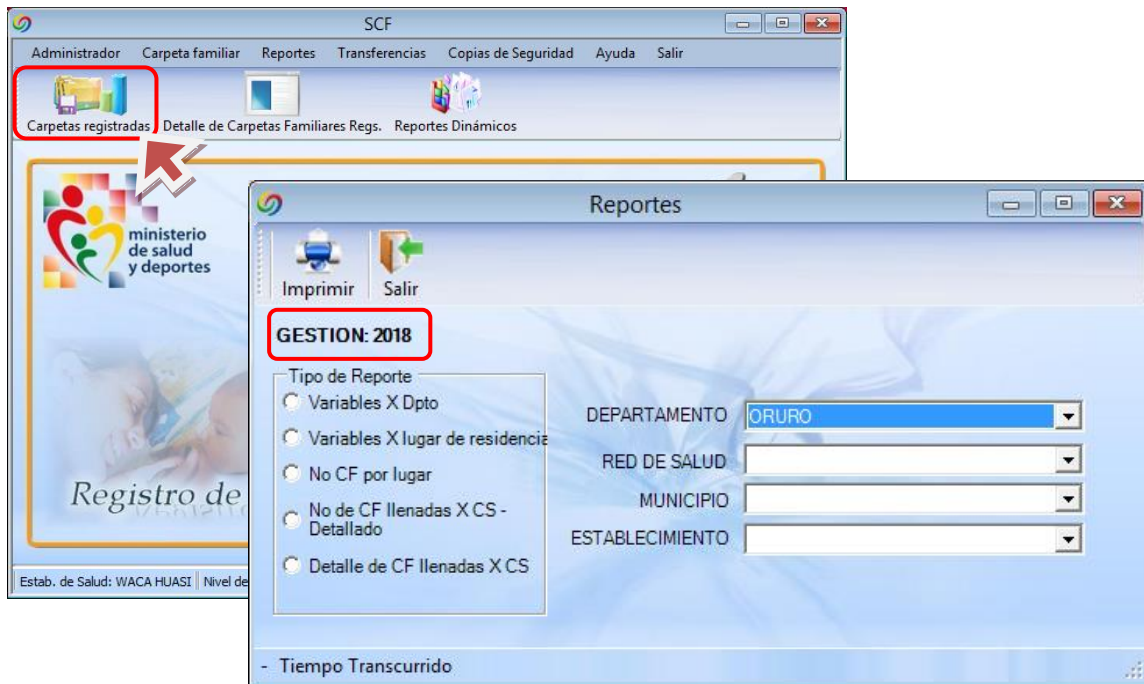 SCF
Administrador Carpeta familiar Reportes Transferencias Copias de Seguridad Ayuda Salir
Carpetas registradas Detalle de Carpetas Familiares Regs. Reportes Dinámicos
ministerio
de salud
y deportes
Registro de
Estab. de Salud: WACA HUASI Nivel de
Reportes
Imprimir Salir
GESTION: 2018
Tipo de Reporte
Variables X Dpto
Variables X lugar de residencia
No CF por lugar
No de CF llenadas X CS -
Detallado
Detalle de CF llenadas X CS
DEPARTAMENTO ORURO
RED DE SALUD
MUNICIPIO
ESTABLECIMIENTO
- Tiempo Transcurrido